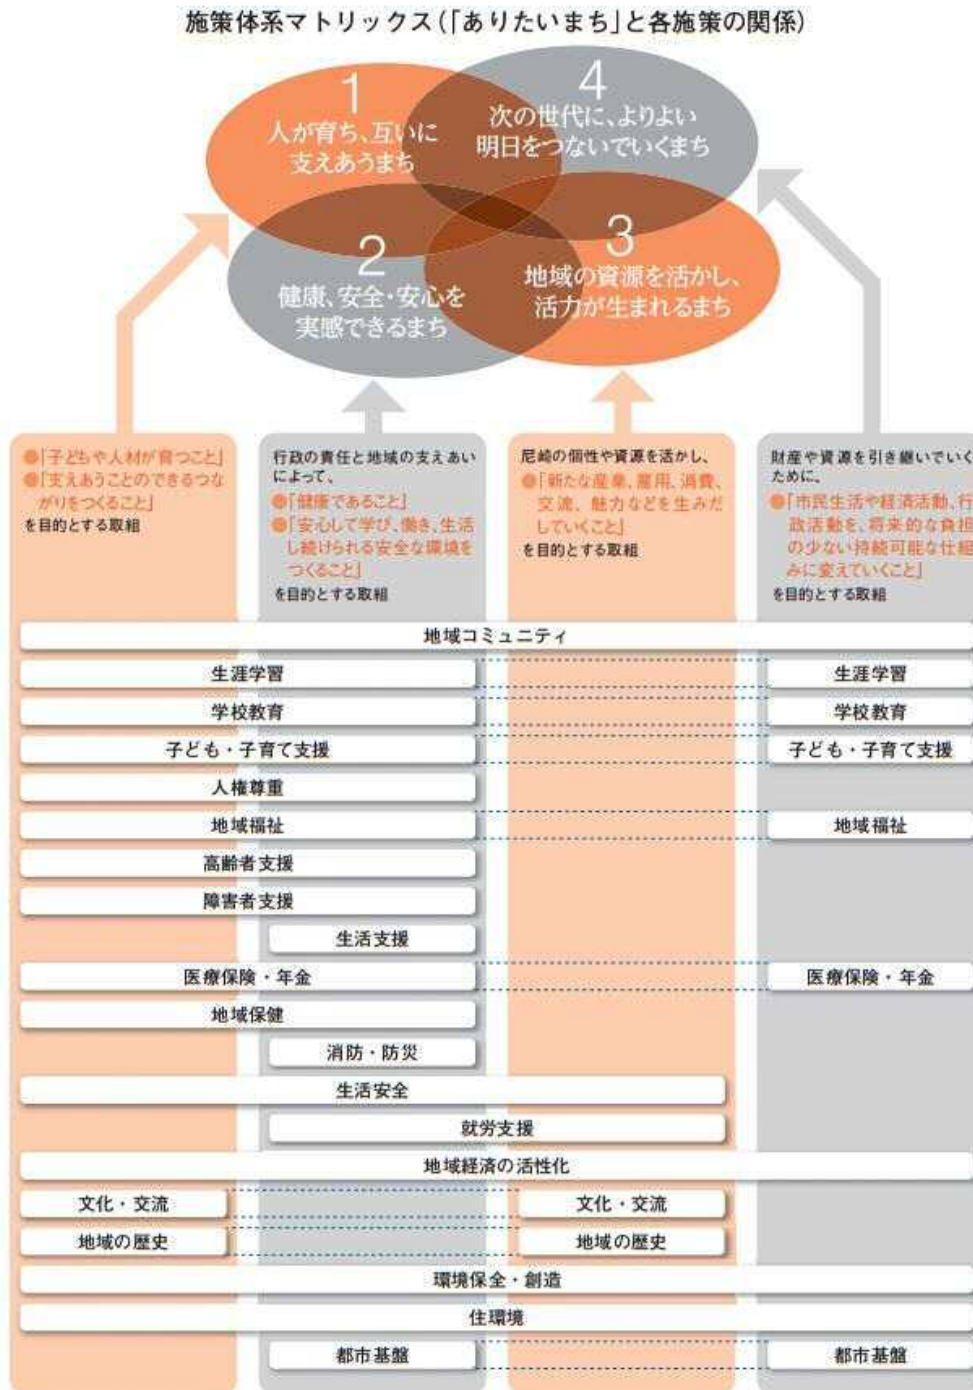 施策体系マトリックス(「ありたいまち」と各施策の関係)
1
人が育ち、互いに
支えあうまち
4
次の世代に、よりよい
明日をつないでいくまち
2
健康、安全・安心を
実感できるまち
3
地域の資源を活かし、
活力が生まれるまち
●「子どもや人材が育つこと」
●「支えあうことのできるつな
がりをつくること」
を目的とする取組
行政の責任と地域の支えあい
によって、
●「健康であること」
●「安心して学び、働き、生活
し続けられる安全な環境を
つくること」
を目的とする取組
尼崎の個性や資源を活かし、
●「新たな産業、雇用、消費、
交流、魅力などを生みだ
していくこと」
を目的とする取組
財産や資源を引き継いでいく
ために、
●「市民生活や経済活動、行
政活動を、将来的な負担
の少ない持続可能な仕組
みに変えていくこと」
を目的とする取組
地域コミュニティ
生涯学習 生涯学習
学校教育 学校教育
子ども・子育て支援 子ども・子育て支援
人権尊重
地域福祉 地域福祉
高齢者支援
障害者支援
生活支援
医療保険・年金 医療保険・年金
地域保健
消防・防災
生活安全
就労支援
地域経済の活性化
文化・交流 文化・交流
地域の歴史 地域の歴史
環境保全・創造
住環境
都市基盤 都市基盤